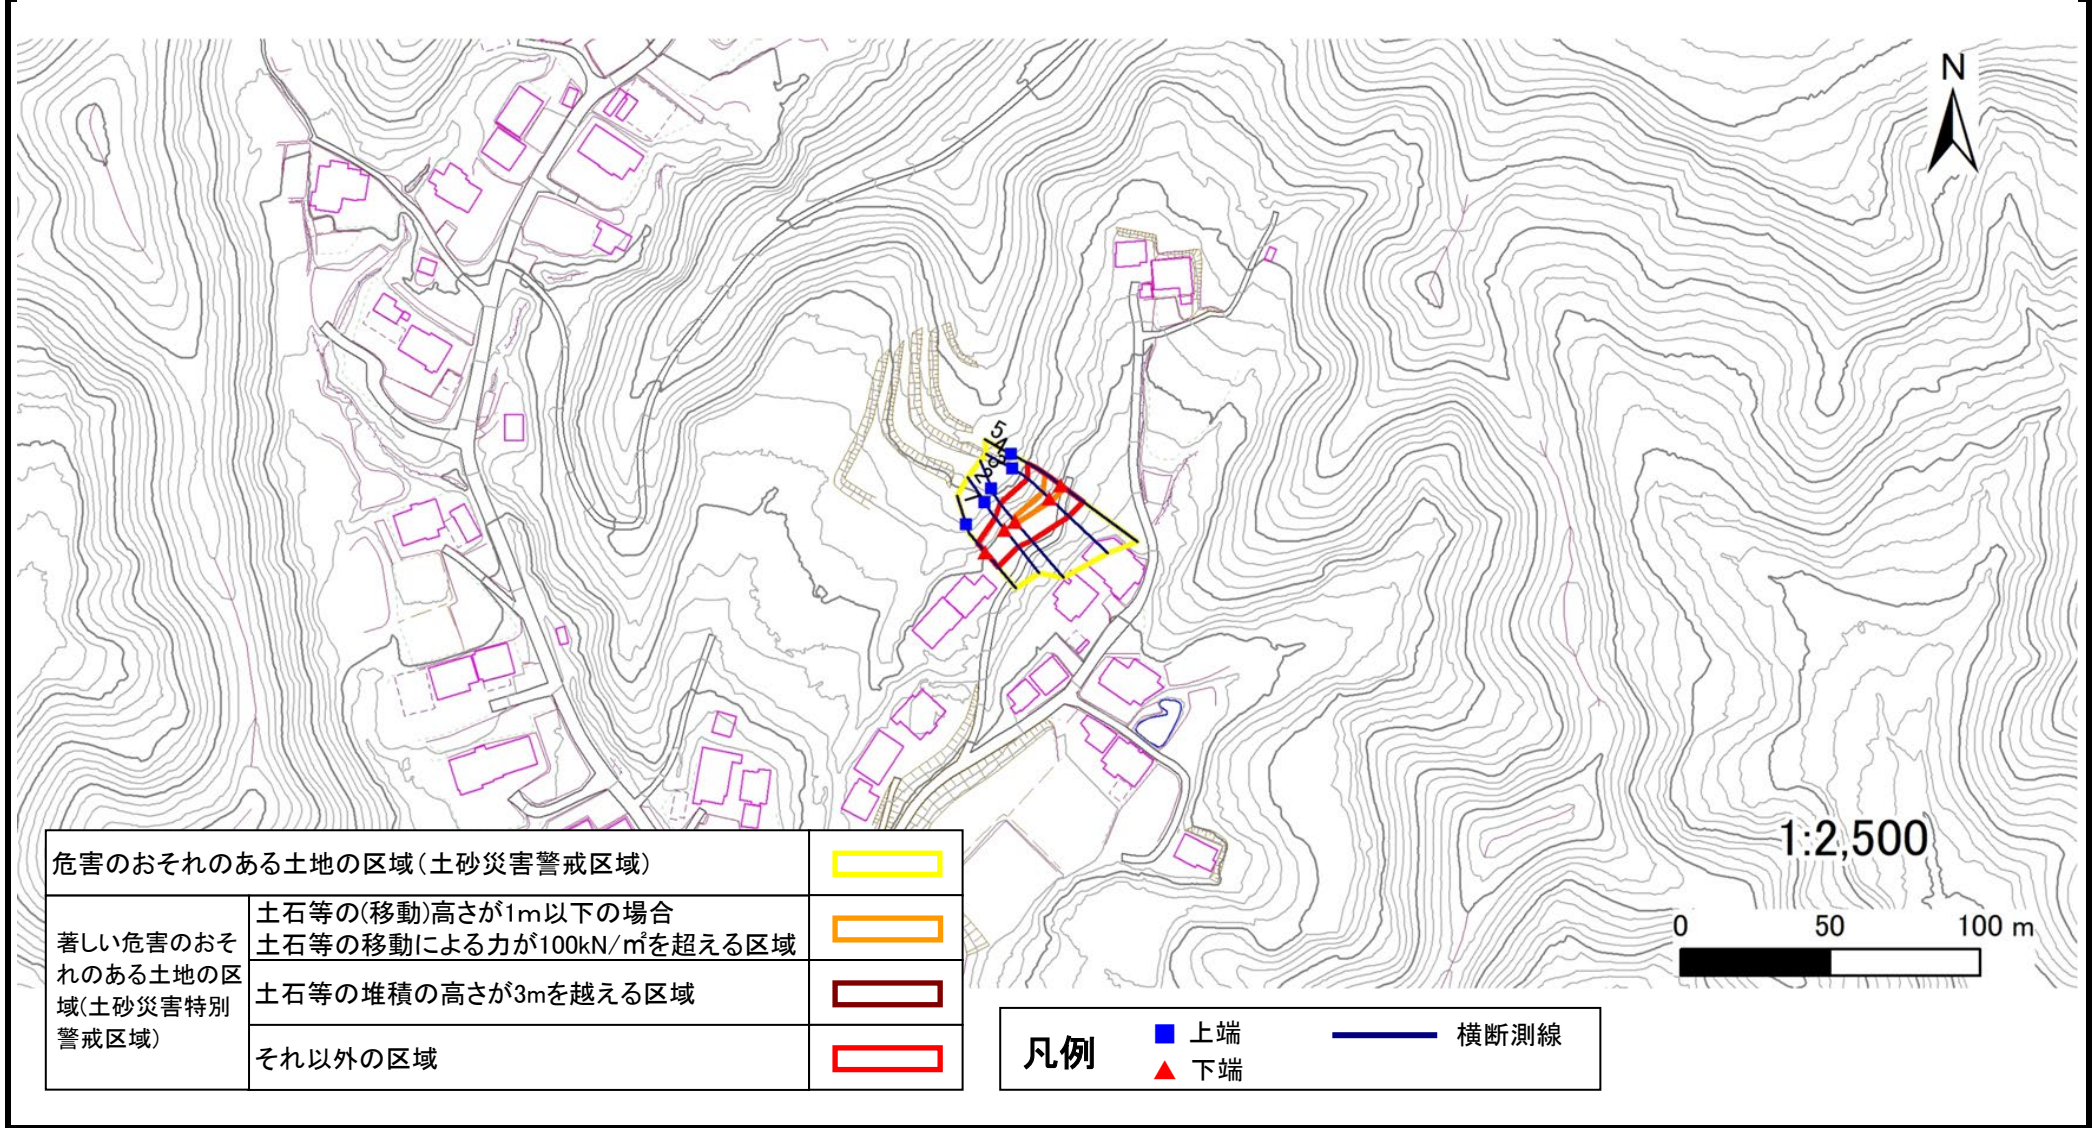 N
5
4
3
2
1
1:2,500
0 50 100 m
危害のおそれのある土地の区域(土砂災害警戒区域)
著しい危害のおそ
れのある土地の区
域(土砂災害特別
警戒区域)
土石等の(移動)高さが1m以下の場合
土石等の移動による力が100kN/㎡を超える区域
土石等の堆積の高さが3mを越える区域
それ以外の区域
凡例
上端
下端
横断測線